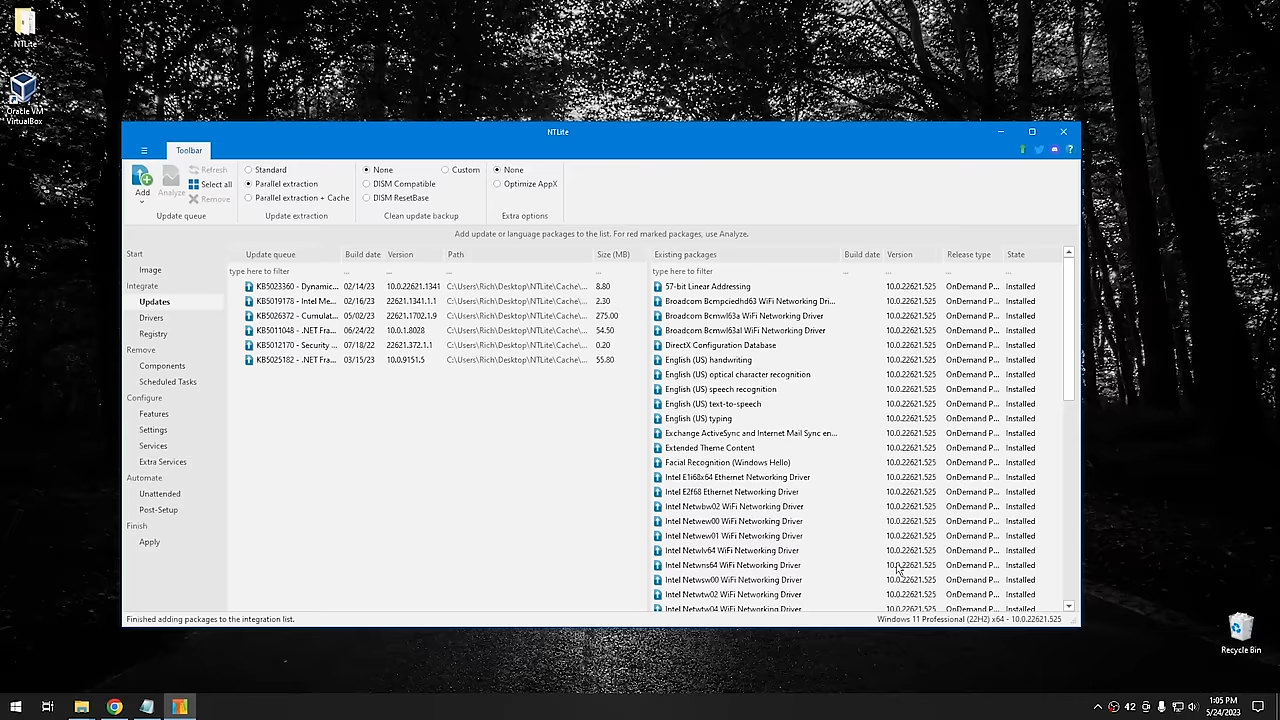 NTLite
Oracle VM
VirtualBox
NTLite
Toolbar
Add
Analyze
Refresh
Select all
Remove
Update queue
Standard
Parallel extraction
Parallel extraction + Cache
Update extraction
None
Custom
DISM Compatible
DISM ResetBase
Clean update backup
None
Optimize AppX
Extra options
Add update or language packages to the list. For red marked packages, use Analyze.
Start
Image
Integrate
Updates
Drivers
Registry
Remove
Components
Scheduled Tasks
Configure
Features
Settings
Services
Extra Services
Automate
Unattended
Post-Setup
Finish
Apply
Update queue Build date Version Path Size (MB)
type here to filter ... ... ... ...
KB5023360 - Dynamic... 02/14/23 10.0.22621.1341 C:\Users\Rich\Desktop\NTLite\Cache\... 8.80
KB5019178 - Intel Me... 02/16/23 22621.1341.1.1 C:\Users\Rich\Desktop\NTLite\Cache\... 2.30
KB5026372 - Cumulat... 05/05/23 22621.1702.1.9 C:\Users\Rich\Desktop\NTLite\Cache\... 275.00
KB5011048 - .NET Fra... 06/24/22 10.0.1.8028 C:\Users\Rich\Desktop\NTLite\Cache\... 54.50
KB5012170 - Security ... 07/18/22 22621.372.1.1 C:\Users\Rich\Desktop\NTLite\Cache\... 0.20
KB5025182 - .NET Fra... 03/15/23 10.0.9151.5 C:\Users\Rich\Desktop\NTLite\Cache\... 55.80
Existing packages Build date Version Release type State
type here to filter ... ... ... ...
57-bit Linear Addressing 10.0.22621.525 OnDemand P... Installed
Broadcom Bcmpciedhd63 WiFi Networking Dri... 10.0.22621.525 OnDemand P... Installed
Broadcom Bcmwl63a WiFi Networking Driver 10.0.22621.525 OnDemand P... Installed
Broadcom Bcmwl63al WiFi Networking Driver 10.0.22621.525 OnDemand P... Installed
DirectX Configuration Database 10.0.22621.525 OnDemand P... Installed
English (US) handwriting 10.0.22621.525 OnDemand P... Installed
English (US) optical character recognition 10.0.22621.525 OnDemand P... Installed
English (US) speech recognition 10.0.22621.525 OnDemand P... Installed
English (US) text-to-speech 10.0.22621.525 OnDemand P... Installed
English (US) typing 10.0.22621.525 OnDemand P... Installed
Exchange ActiveSync and Internet Mail Sync en... 10.0.22621.525 OnDemand P... Installed
Extended Theme Content 10.0.22621.525 OnDemand P... Installed
Facial Recognition (Windows Hello) 10.0.22621.525 OnDemand P... Installed
Intel E1i68x64 Ethernet Networking Driver 10.0.22621.525 OnDemand P... Installed
Intel E2f68 Ethernet Networking Driver 10.0.22621.525 OnDemand P... Installed
Intel Netwbw02 WiFi Networking Driver 10.0.22621.525 OnDemand P... Installed
Intel Netwew00 WiFi Networking Driver 10.0.22621.525 OnDemand P... Installed
Intel Netwew01 WiFi Networking Driver 10.0.22621.525 OnDemand P... Installed
Intel Netwlv64 WiFi Networking Driver 10.0.22621.525 OnDemand P... Installed
Intel Netwns64 WiFi Networking Driver 10.0.22621.525 OnDemand P... Installed
Intel Netwsw00 WiFi Networking Driver 10.0.22621.525 OnDemand P... Installed
Intel Netwtw02 WiFi Networking Driver 10.0.22621.525 OnDemand P... Installed
Intel Netwtw04 WiFi Networking Driver 10.0.22621.525 OnDemand P... Installed
Finished adding packages to the integration list.
Windows 11 Professional (22H2) x64 - 10.0.22621.525
Recycle Bin
42
1:05 PM
5/24/2023